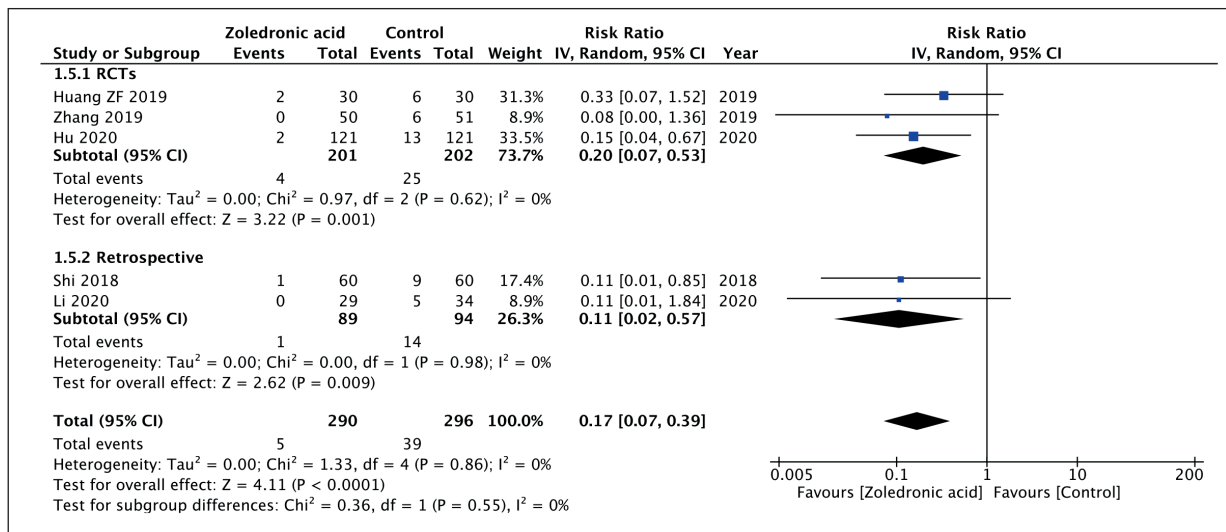 Zoledronic acid Control Risk Ratio Risk Ratio
Study or Subgroup Events Total Events Total Weight IV, Random, 95% CI Year IV, Random, 95% CI
1.5.1 RCTs
Huang ZF 2019 2 30 6 30 31.3% 0.33 [0.07, 1.52] 2019
Zhang 2019 0 50 6 51 8.9% 0.08 [0.00, 1.36] 2019
Hu 2020 2 121 13 121 33.5% 0.15 [0.04, 0.67] 2020
Subtotal (95% CI) 201 202 73.7% 0.20 [0.07, 0.53]
Total events 4 25
Heterogeneity: Tau² = 0.00; Chi² = 0.97, df = 2 (P = 0.62); I² = 0%
Test for overall effect: Z = 3.22 (P = 0.001)
1.5.2 Retrospective
Shi 2018 1 60 9 60 17.4% 0.11 [0.01, 0.85] 2018
Li 2020 0 29 5 34 8.9% 0.11 [0.01, 1.84] 2020
Subtotal (95% CI) 89 94 26.3% 0.11 [0.02, 0.57]
Total events 1 14
Heterogeneity: Tau² = 0.00; Chi² = 0.00, df = 1 (P = 0.98); I² = 0%
Test for overall effect: Z = 2.62 (P = 0.009)
Total (95% CI) 290 296 100.0% 0.17 [0.07, 0.39]
Total events 5 39
Heterogeneity: Tau² = 0.00; Chi² = 1.33, df = 4 (P = 0.86); I² = 0%
Test for overall effect: Z = 4.11 (P < 0.0001)
Test for subgroup differences: Chi² = 0.36, df = 1 (P = 0.55), I² = 0%
0.005 0.1 1 10 200
Favours [Zoledronic acid] Favours [Control]